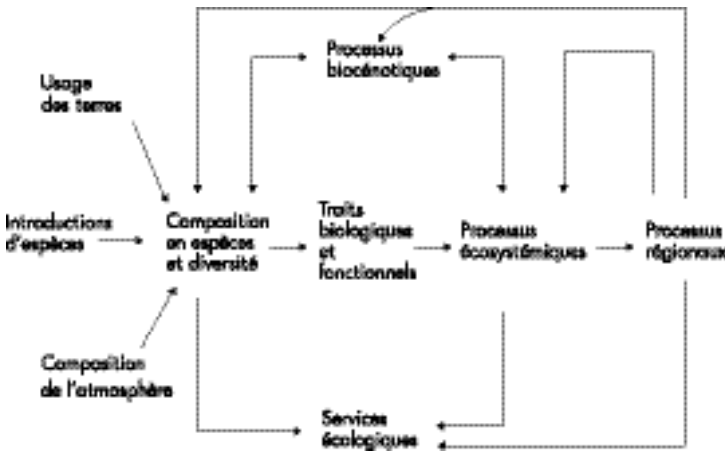 Processus
biocénotiques
Usage
des terres
Introductions
d'espèces
Composition
en espèces
et diversité
Traits
biologiques
et
fonctionnels
Processus
écosystémiques
Processus
régionaux
Composition
de l'atmosphère
Services
écologiques